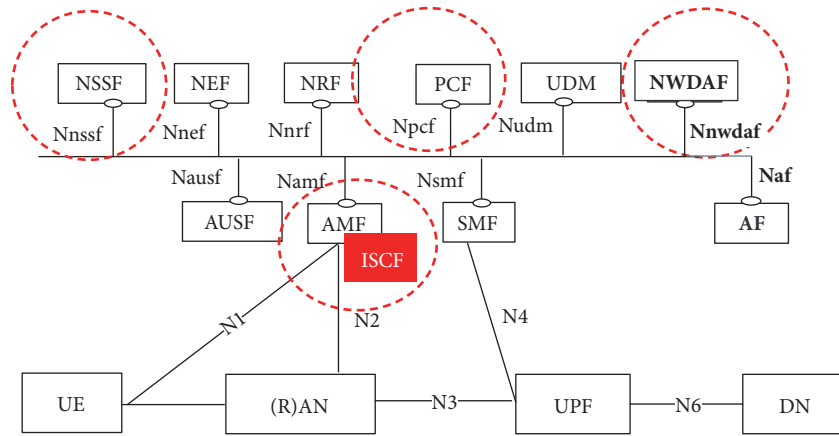 NSSF
NEF
NRF
PCF
UDM
NWDAF
Nnssf
Nnef
Nnrf
Npcf
Nudm
Nnwdaf
Nausf
Namf
Nsmf
Naf
AUSF
AMF
SMF
AF
ISCF
N1
N2
N4
UE
(R)AN
N3
UPF
N6
DN